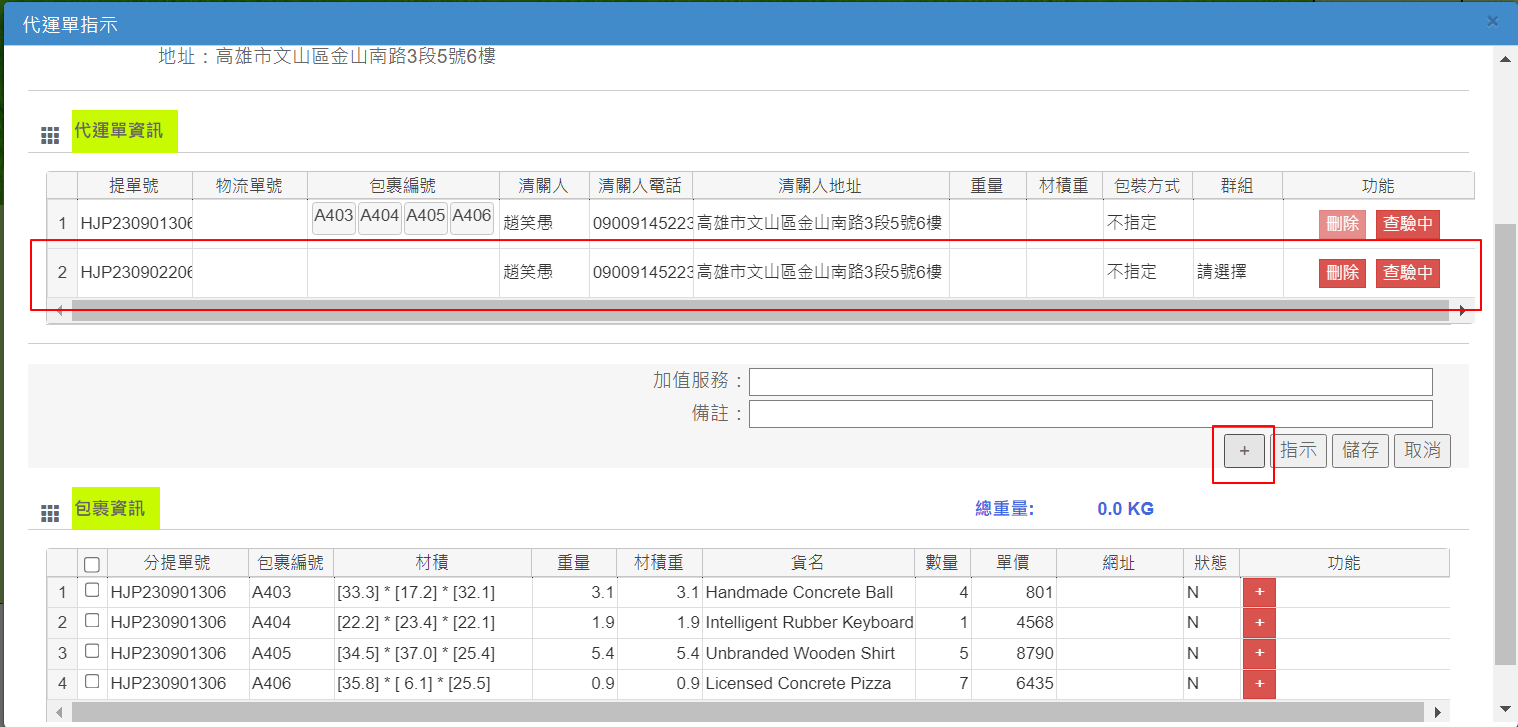 代運單指示 ×
地址：高雄市文山區金山南路3段5號6樓
代運單資訊
提單號 物流單號 包裹編號 清關人 清關人電話 清關人地址 重量 材積重 包裝方式 群組 功能
1 HJP230901306 A403 A404 A405 A406 趙笑愚 09009145223 高雄市文山區金山南路3段5號6樓 不指定 刪除 查驗中
2 HJP230902206 趙笑愚 09009145223 高雄市文山區金山南路3段5號6樓 不指定 請選擇 刪除 查驗中
加值服務：
備註：
+ 指示 儲存 取消
包裹資訊 總重量: 0.0 KG
分提單號 包裹編號 材積 重量 材積重 貨名 數量 單價 網址 狀態 功能
1 HJP230901306 A403 [33.3] * [17.2] * [32.1] 3.1 3.1 Handmade Concrete Ball 4 801 N +
2 HJP230901306 A404 [22.2] * [23.4] * [22.1] 1.9 1.9 Intelligent Rubber Keyboard 1 4568 N +
3 HJP230901306 A405 [34.5] * [37.0] * [25.4] 5.4 5.4 Unbranded Wooden Shirt 5 8790 N +
4 HJP230901306 A406 [35.8] * [ 6.1] * [25.5] 0.9 0.9 Licensed Concrete Pizza 7 6435 N +